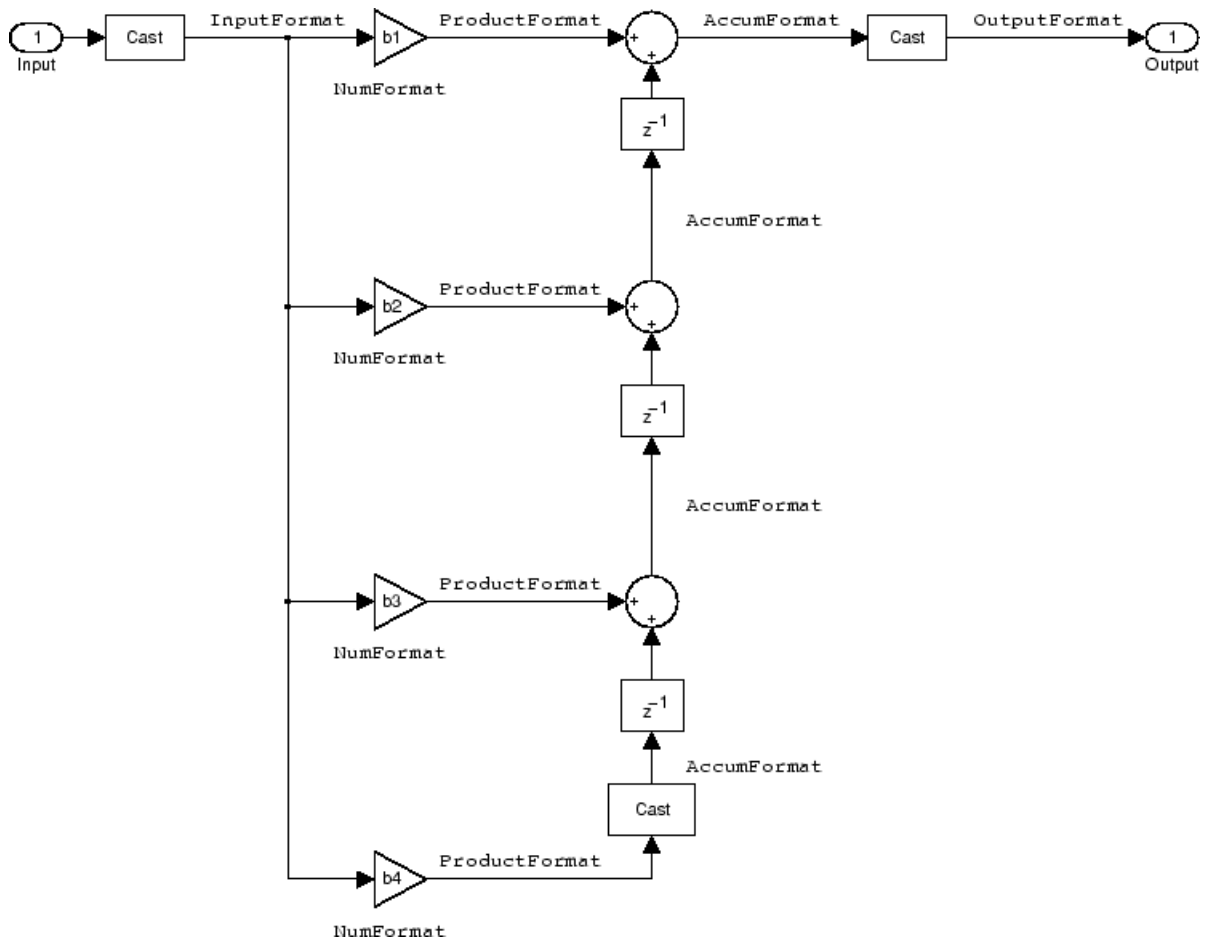 InputFormat
ProductFormat
AccumFormat
OutputFormat
1
Cast
b1
+
+
Cast
1
Input
Output
NumFormat
z−1
AccumFormat
ProductFormat
b2
+
+
NumFormat
z−1
AccumFormat
ProductFormat
b3
+
+
NumFormat
z−1
AccumFormat
Cast
ProductFormat
b4
NumFormat